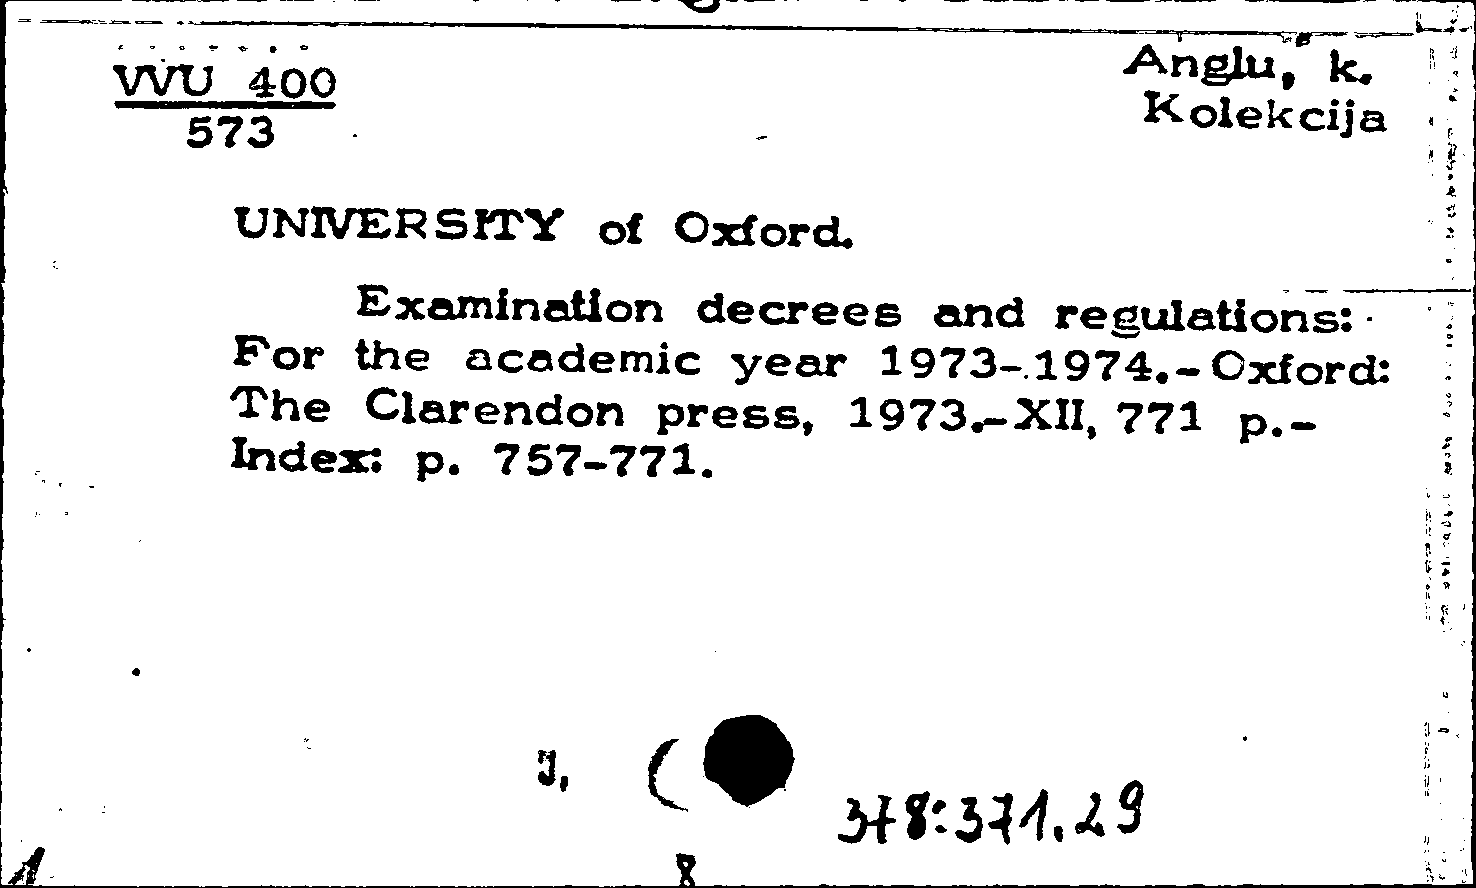 VVU 400
573
Anglu, k.
Kolekcija
UNIVERSITY of Oxford.
Examination decrees and regulations:
For the academic year 1973-1974.-Oxford:
The Clarendon press, 1973.-XII, 771 p.-
Index: p. 757-771.
378:371.29